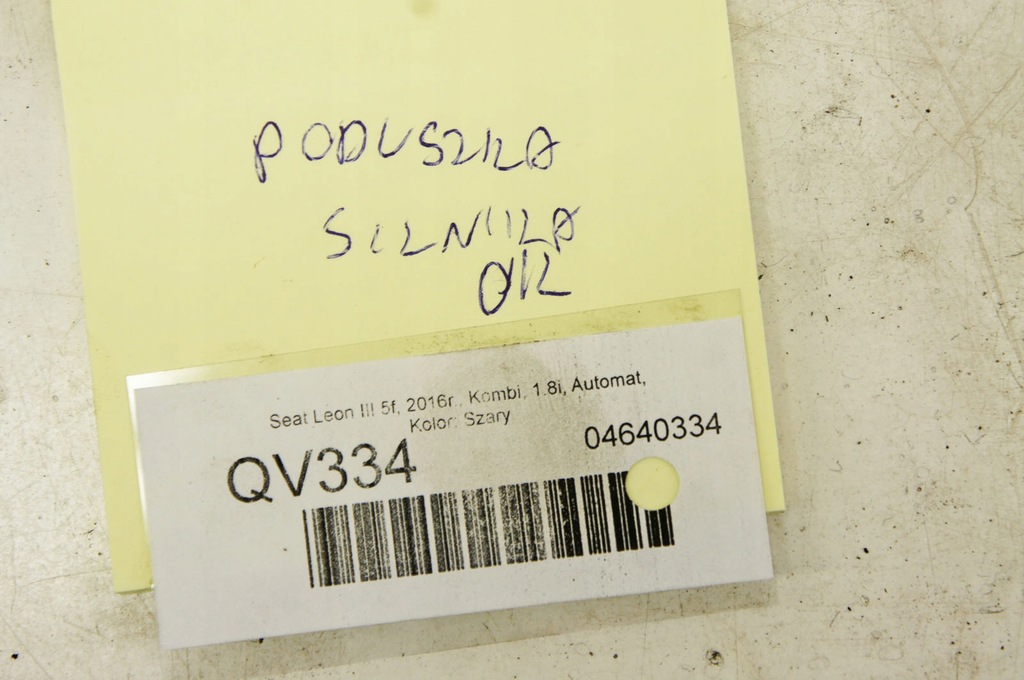 PODUSZKA
SILNIKA
OK
Seat Leon III 5f, 2016r., Kombi, 1.8i, Automat,
Kolor: Szary
QV334
04640334